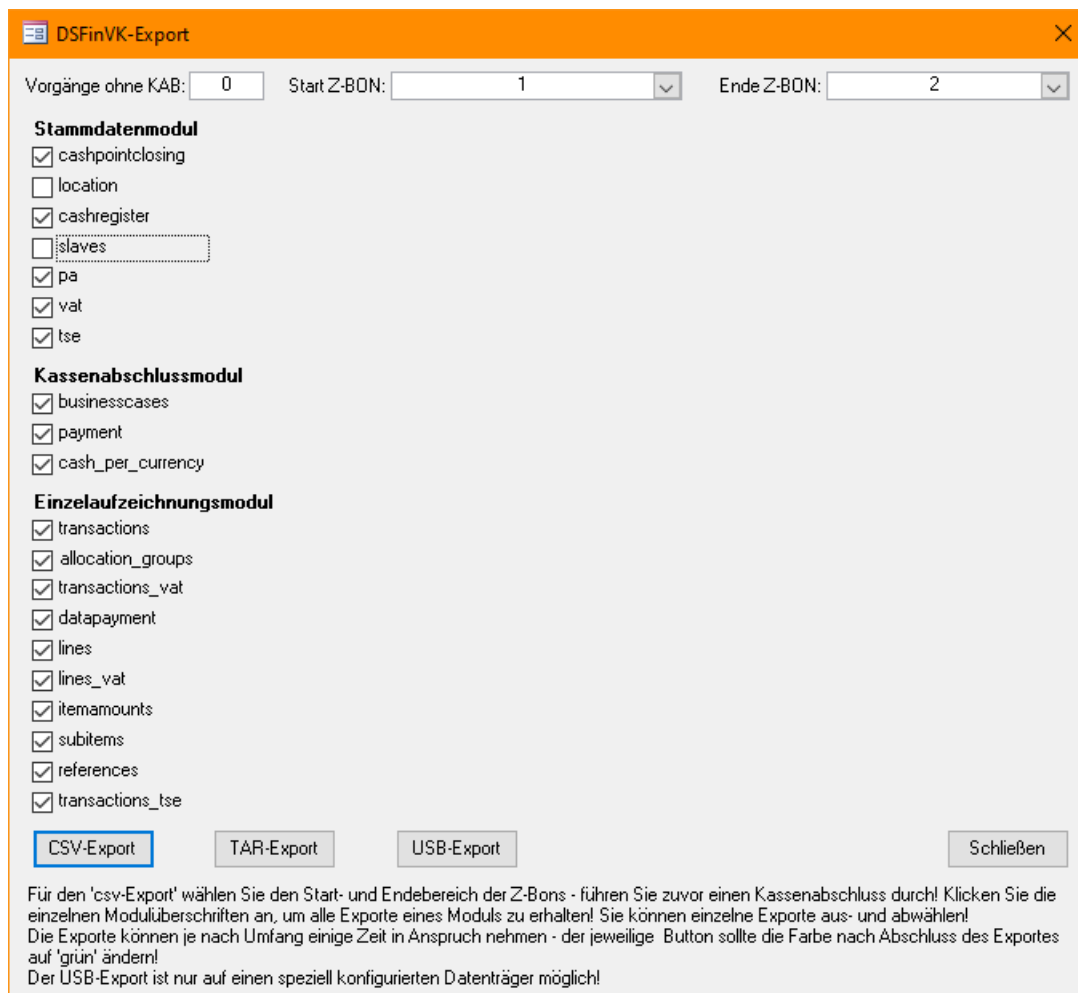 DSFinVK-Export
Vorgänge ohne KAB: 0 Start Z-BON: 1 Ende Z-BON: 2
Stammdatenmodul
cashpointclosing
location
cashregister
slaves
pa
vat
tse
Kassenabschlussmodul
businesscases
payment
cash_per_currency
Einzelaufzeichnungsmodul
transactions
allocation_groups
transactions_vat
datapayment
lines
lines_vat
itemamounts
subitems
references
transactions_tse
CSV-Export TAR-Export USB-Export Schließen
Für den 'csv-Export' wählen Sie den Start- und Endebereich der Z-Bons - führen Sie zuvor einen Kassenabschluss durch! Klicken Sie die
einzelnen Modulüberschriften an, um alle Exporte eines Moduls zu erhalten! Sie können einzelne Exporte aus- und abwählen!
Die Exporte können je nach Umfang einige Zeit in Anspruch nehmen - der jeweilige Button sollte die Farbe nach Abschluss des Exportes
auf 'grün' ändern!
Der USB-Export ist nur auf einen speziell konfigurierten Datenträger möglich!